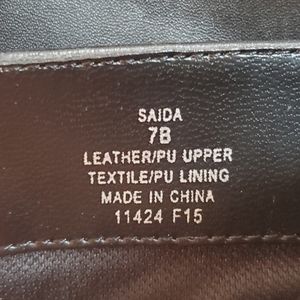 SAIDA
7B
LEATHER/PU UPPER
TEXTILE/PU LINING
MADE IN CHINA
11424 F15